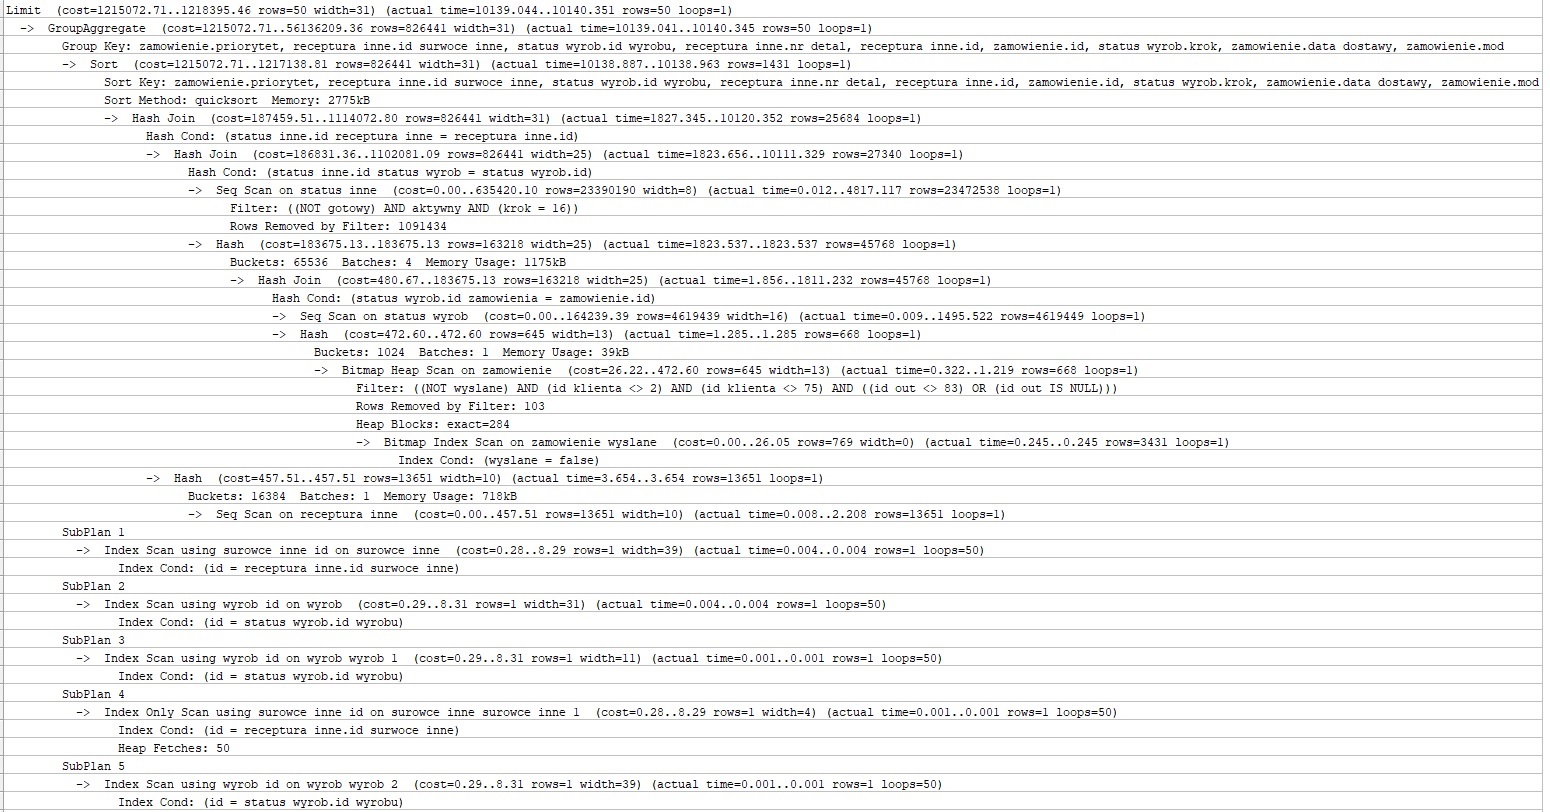 Limit  (cost=1215072.71..1218395.46 rows=50 width=31) (actual time=10139.044..10140.351 rows=50 loops=1)
-> GroupAggregate  (cost=1215072.71..56136209.36 rows=826441 width=31) (actual time=10139.041..10140.345 rows=50 loops=1)
Group Key: zamowienie.priorytet, receptura inne.id surwoce inne, status wyrob.id wyrobu, receptura inne.nr detal, receptura inne.id, zamowienie.id, status wyrob.krok, zamowienie.data dostawy, zamowienie.mod
-> Sort  (cost=1215072.71..1217138.81 rows=826441 width=31) (actual time=10138.887..10138.963 rows=1431 loops=1)
Sort Key: zamowienie.priorytet, receptura inne.id surwoce inne, status wyrob.id wyrobu, receptura inne.nr detal, receptura inne.id, zamowienie.id, status wyrob.krok, zamowienie.data dostawy, zamowienie.mod
Sort Method: quicksort  Memory: 2775kB
-> Hash Join  (cost=187459.51..1114072.80 rows=826441 width=31) (actual time=1827.345..10120.352 rows=25684 loops=1)
Hash Cond: (status inne.id receptura inne = receptura inne.id)
-> Hash Join  (cost=186831.36..1102081.09 rows=826441 width=25) (actual time=1823.656..10111.329 rows=27340 loops=1)
Hash Cond: (status inne.id status wyrob = status wyrob.id)
-> Seq Scan on status inne  (cost=0.00..635420.10 rows=23390190 width=8) (actual time=0.012..4817.117 rows=23472538 loops=1)
Filter: ((NOT gotowy) AND aktywny AND (krok = 16))
Rows Removed by Filter: 1091434
-> Hash  (cost=183675.13..183675.13 rows=163218 width=25) (actual time=1823.537..1823.537 rows=45768 loops=1)
Buckets: 65536  Batches: 4  Memory Usage: 1175kB
-> Hash Join  (cost=480.67..183675.13 rows=163218 width=25) (actual time=1.856..1811.232 rows=45768 loops=1)
Hash Cond: (status wyrob.id zamowienia = zamowienie.id)
-> Seq Scan on status wyrob  (cost=0.00..164239.39 rows=4619439 width=16) (actual time=0.009..1495.522 rows=4619449 loops=1)
-> Hash  (cost=472.60..472.60 rows=645 width=13) (actual time=1.285..1.285 rows=668 loops=1)
Buckets: 1024  Batches: 1  Memory Usage: 39kB
-> Bitmap Heap Scan on zamowienie  (cost=26.22..472.60 rows=645 width=13) (actual time=0.322..1.219 rows=668 loops=1)
Filter: ((NOT wyslane) AND (id klienta <> 2) AND (id klienta <> 75) AND ((id out <> 83) OR (id out IS NULL)))
Rows Removed by Filter: 103
Heap Blocks: exact=284
-> Bitmap Index Scan on zamowienie wyslane  (cost=0.00..26.05 rows=769 width=0) (actual time=0.245..0.245 rows=3431 loops=1)
Index Cond: (wyslane = false)
-> Hash  (cost=457.51..457.51 rows=13651 width=10) (actual time=3.654..3.654 rows=13651 loops=1)
Buckets: 16384  Batches: 1  Memory Usage: 718kB
-> Seq Scan on receptura inne  (cost=0.00..457.51 rows=13651 width=10) (actual time=0.008..2.208 rows=13651 loops=1)
SubPlan 1
-> Index Scan using surowce inne id on surowce inne  (cost=0.28..8.29 rows=1 width=39) (actual time=0.004..0.004 rows=1 loops=50)
Index Cond: (id = receptura inne.id surwoce inne)
SubPlan 2
-> Index Scan using wyrob id on wyrob  (cost=0.29..8.31 rows=1 width=31) (actual time=0.004..0.004 rows=1 loops=50)
Index Cond: (id = status wyrob.id wyrobu)
SubPlan 3
-> Index Scan using wyrob id on wyrob wyrob 1  (cost=0.29..8.31 rows=1 width=11) (actual time=0.001..0.001 rows=1 loops=50)
Index Cond: (id = status wyrob.id wyrobu)
SubPlan 4
-> Index Only Scan using surowce inne id on surowce inne surowce inne 1  (cost=0.28..8.29 rows=1 width=4) (actual time=0.001..0.001 rows=1 loops=50)
Index Cond: (id = receptura inne.id surwoce inne)
Heap Fetches: 50
SubPlan 5
-> Index Scan using wyrob id on wyrob wyrob 2  (cost=0.29..8.31 rows=1 width=39) (actual time=0.001..0.001 rows=1 loops=50)
Index Cond: (id = status wyrob.id wyrobu)